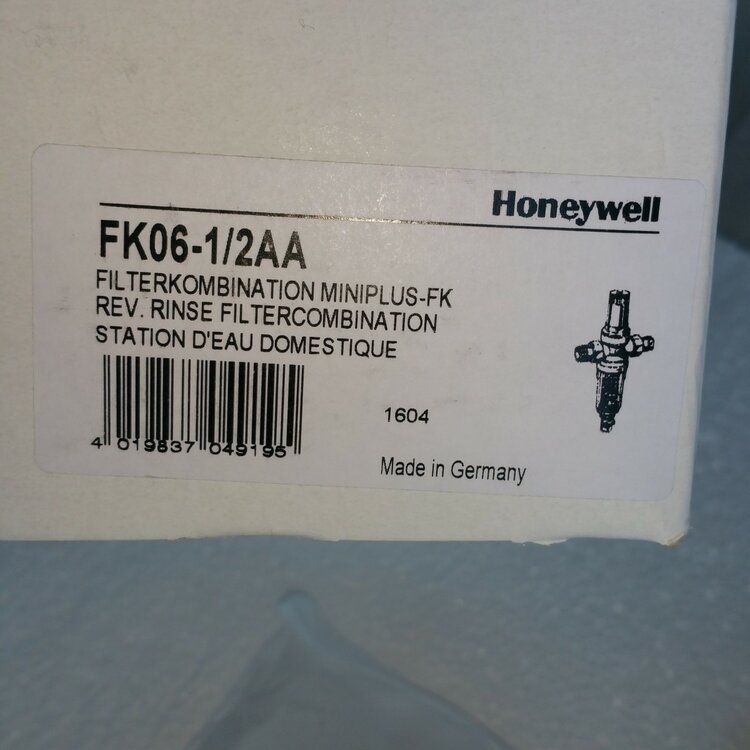 Honeywell
FK06-1/2AA
FILTERKOMBINATION MINIPLUS-FK
REV. RINSE FILTERCOMBINATION
STATION D'EAU DOMESTIQUE
1604
4 019837 049195
Made in Germany